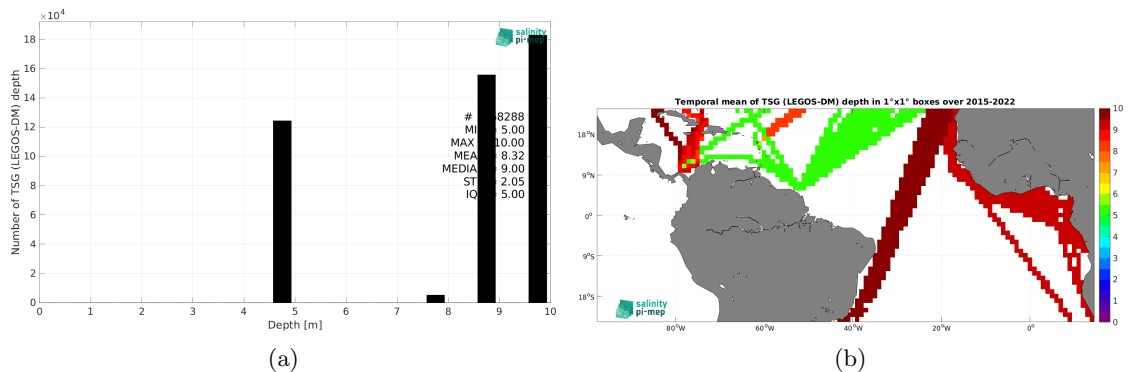 ×10⁴
18
16
14
12
10
8
6
4
2
0
Number of TSG (LEGOS-DM) depth
0 1 2 3 4 5 6 7 8 9 10
Depth [m]
salinity
pi-mep
#
8288
MI
5.00
MAX
10.00
MEA
8.32
MEDIA
9.00
ST
2.05
IQ
5.00
(a)
Temporal mean of TSG (LEGOS-DM) depth in 1°x1° boxes over 2015-2022
18°N
9°N
0°
9°S
18°S
80°W 60°W 40°W 20°W 0°
10
9
8
7
6
5
4
3
2
1
0
salinity
pi-mep
(b)